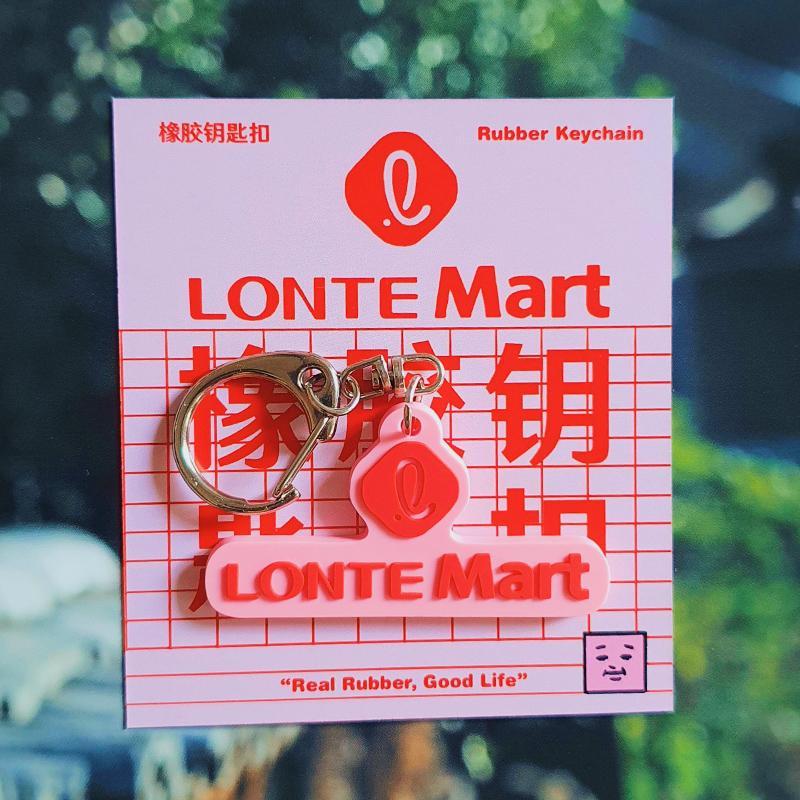 橡胶钥匙扣
Rubber Keychain
LONTE Mart
橡胶钥
匙扣
LONTE Mart
“Real Rubber, Good Life”